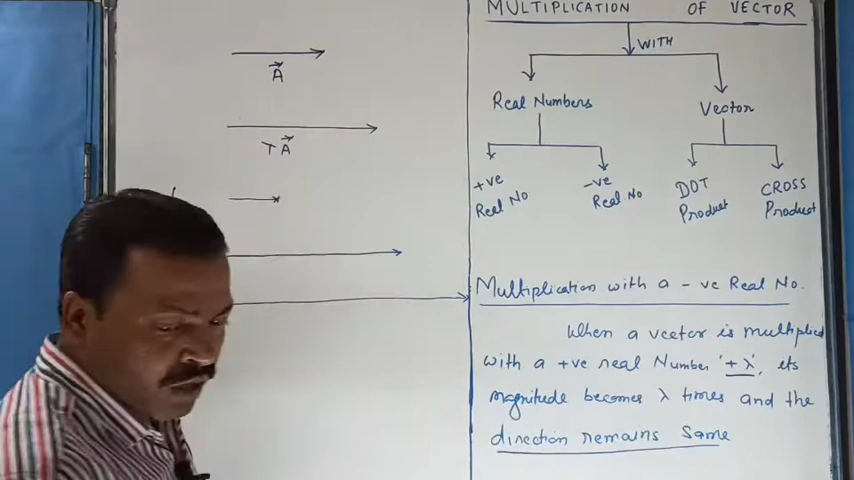 A
TA
MULTIPLICATION OF VECTOR
WITH
Real Numbers
Vector
+ve Real No
-ve Real No
DOT Product
CROSS Product
Multiplication with a -ve Real No.
When a vector is multiplied
with a +ve real Number '+λ', its
magnitude becomes λ times and the
direction remains same